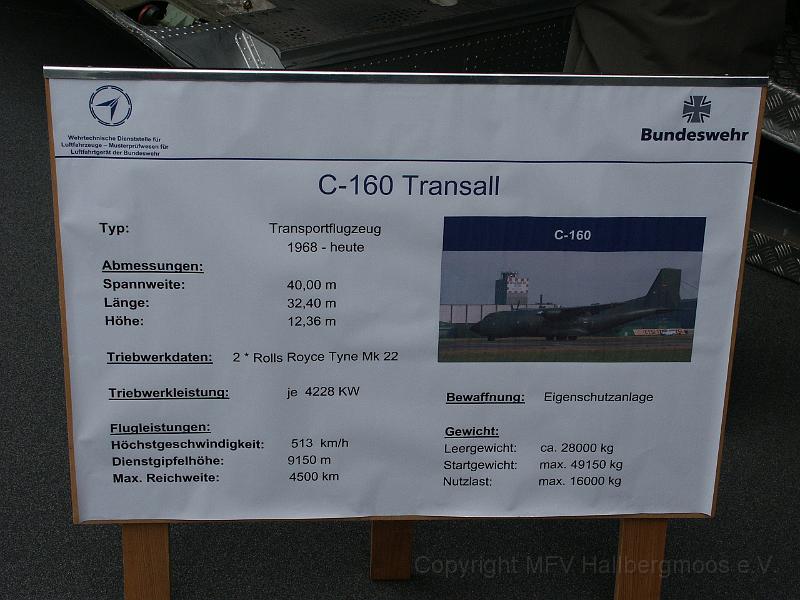 Wehrtechnische Dienststelle für
Luftfahrzeuge – Musterprüfwesen für
Luftfahrtgerät der Bundeswehr
Bundeswehr
C-160 Transall
Typ: Transportflugzeug
1968 - heute
Abmessungen:
Spannweite: 40,00 m
Länge: 32,40 m
Höhe: 12,36 m
Triebwerkdaten: 2 * Rolls Royce Tyne Mk 22
Triebwerkleistung: je 4228 KW
Flugleistungen:
Höchstgeschwindigkeit: 513 km/h
Dienstgipfelhöhe: 9150 m
Max. Reichweite: 4500 km
C-160
Bewaffnung: Eigenschutzanlage
Gewicht:
Leergewicht: ca. 28000 kg
Startgewicht: max. 49150 kg
Nutzlast: max. 16000 kg
Copyright MFV Hallbergmoos e.V.